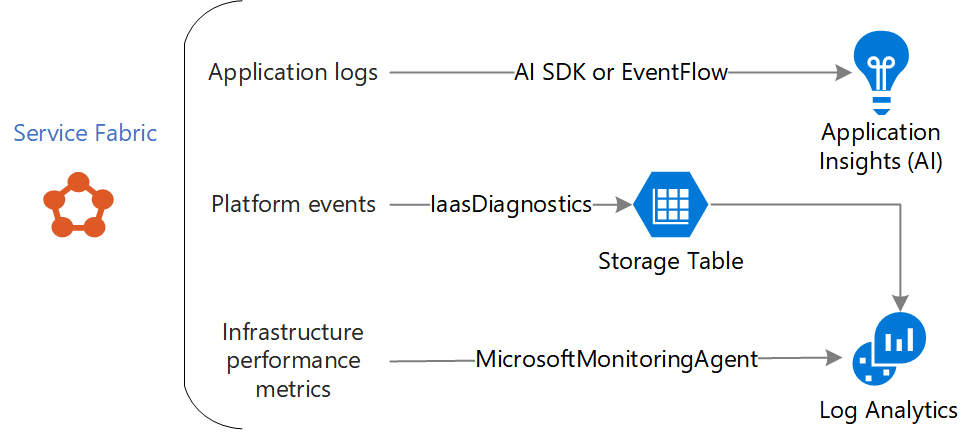 Service Fabric
Application logs
AI SDK or EventFlow
Application
Insights (AI)
Platform events
IaasDiagnostics
Storage Table
Infrastructure
performance
metrics
MicrosoftMonitoringAgent
Log Analytics